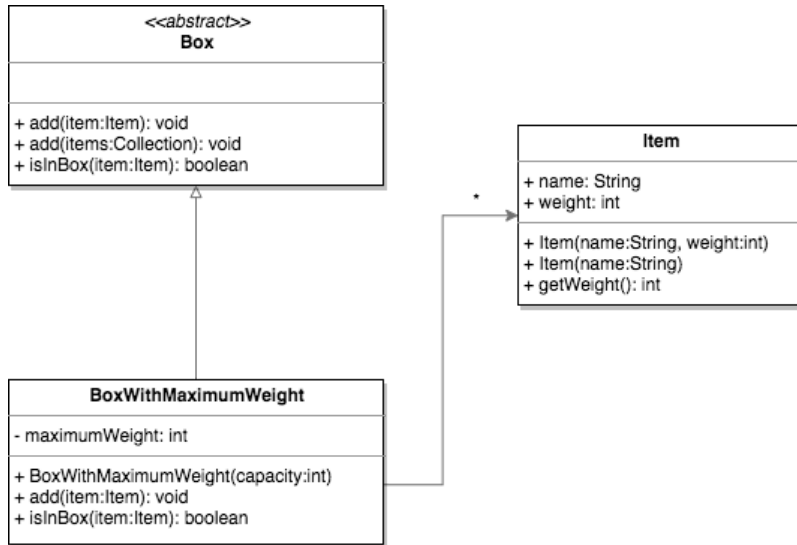 <<abstract>>
Box
+ add(item:Item): void
+ add(items:Collection): void
+ isInBox(item:Item): boolean
Item
+ name: String
+ weight: int
+ Item(name:String, weight:int)
+ Item(name:String)
+ getWeight(): int
*
BoxWithMaximumWeight
- maximumWeight: int
+ BoxWithMaximumWeight(capacity:int)
+ add(item:Item): void
+ isInBox(item:Item): boolean